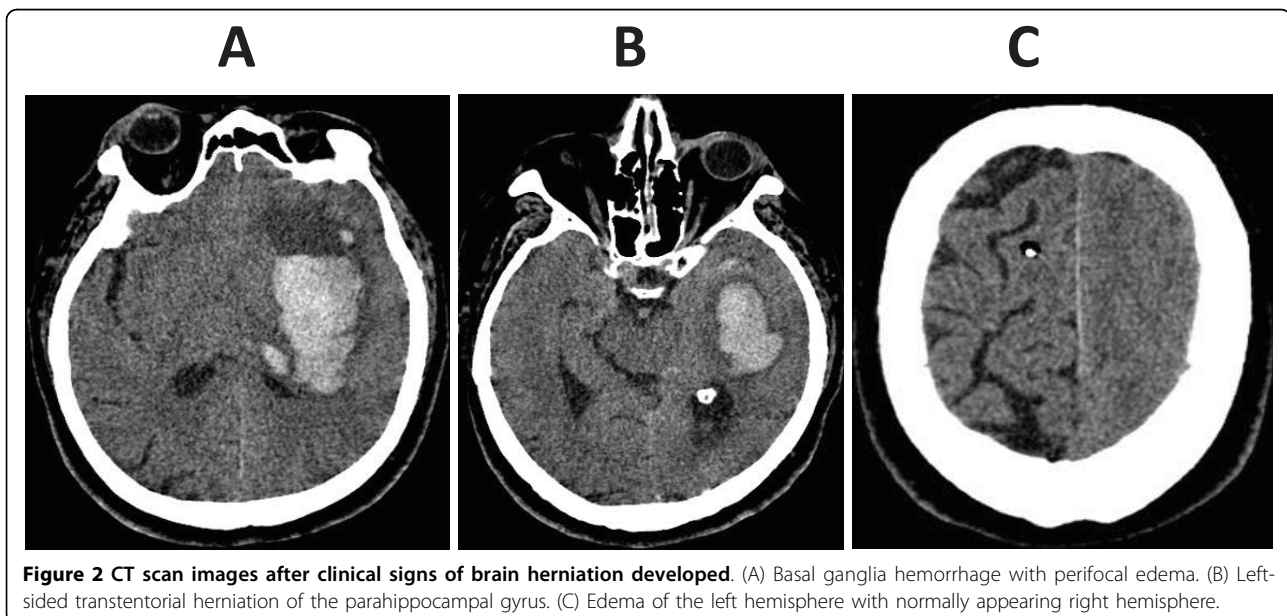 A
B
C
Figure 2 CT scan images after clinical signs of brain herniation developed. (A) Basal ganglia hemorrhage with perifocal edema. (B) Left-
sided transtentorial herniation of the parahippocampal gyrus. (C) Edema of the left hemisphere with normally appearing right hemisphere.